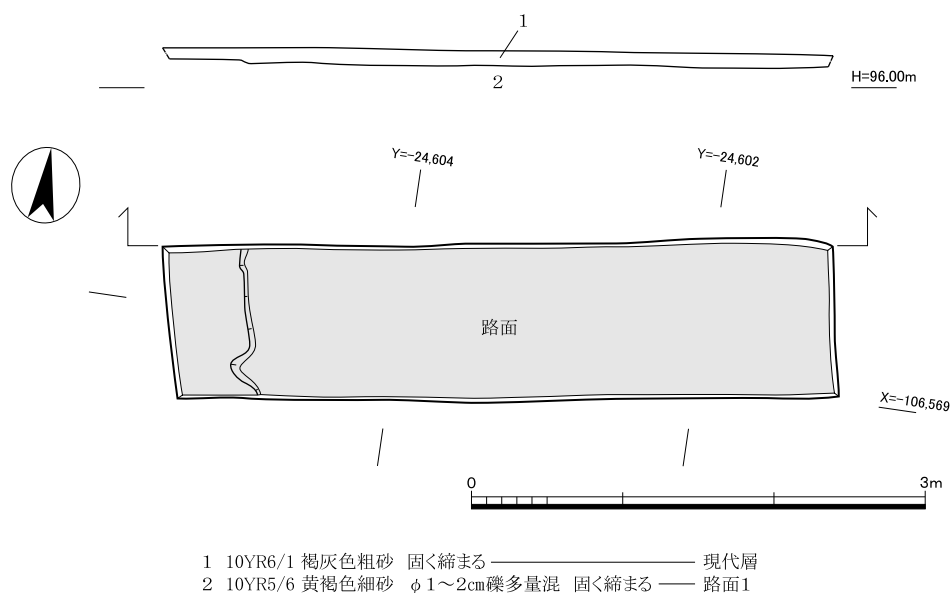 1
2
H=96.00m
Y=-24,604
Y=-24,602
路面
X=-106,569
0
3m
1 10YR6/1 褐灰色粗砂 固く締まる 現代層
2 10YR5/6 黄褐色細砂 φ1～2㎝礫多量混 固く締まる 路面1